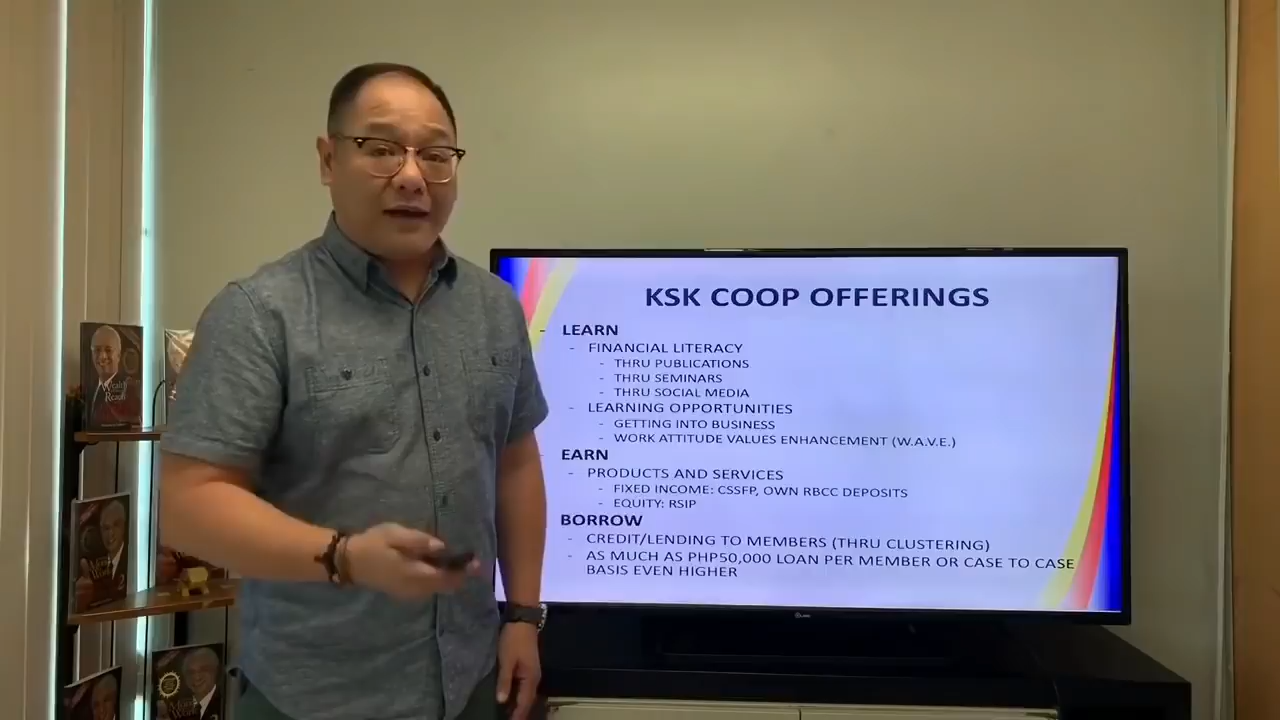 KSK COOP OFFERINGS
- LEARN
- FINANCIAL LITERACY
- THRU PUBLICATIONS
- THRU SEMINARS
- THRU SOCIAL MEDIA
- LEARNING OPPORTUNITIES
- GETTING INTO BUSINESS
- WORK ATTITUDE VALUES ENHANCEMENT (W.A.V.E.)
EARN
- PRODUCTS AND SERVICES
- FIXED INCOME: CSSFP, OWN RBCC DEPOSITS
- EQUITY: RSIP
BORROW
- CREDIT/LENDING TO MEMBERS (THRU CLUSTERING)
- AS MUCH AS PHP50,000 LOAN PER MEMBER OR CASE TO CASE
BASIS EVEN HIGHER
Wealth
Reach